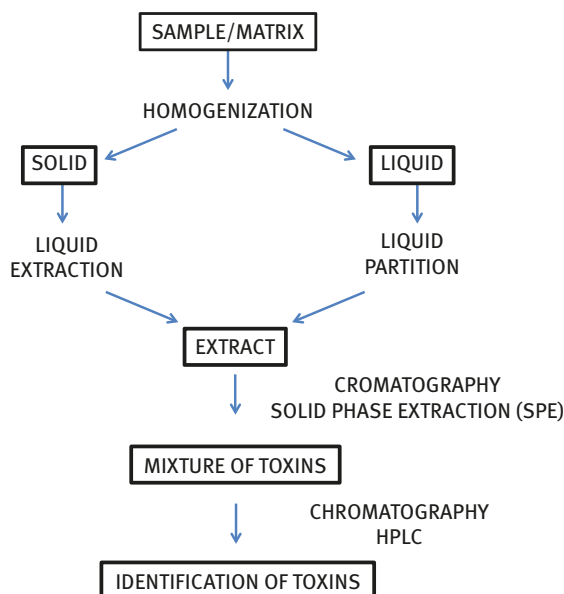 SAMPLE/MATRIX
HOMOGENIZATION
SOLID
LIQUID
LIQUID
EXTRACTION
LIQUID
PARTITION
EXTRACT
CROMATOGRAPHY
SOLID PHASE EXTRACTION (SPE)
MIXTURE OF TOXINS
CHROMATOGRAPHY
HPLC
IDENTIFICATION OF TOXINS